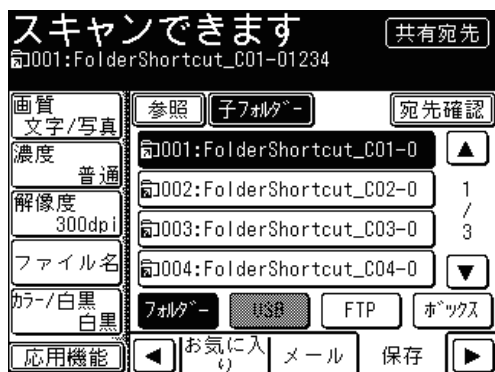 スキャンできます
共有宛先
001:FolderShortcut_C01-01234
画質
文字/写真
参照
子フォルダー
宛先確認
濃度
普通
001:FolderShortcut_C01-0
002:FolderShortcut_C02-0
1
/
3
解像度
300dpi
003:FolderShortcut_C03-0
ファイル名
004:FolderShortcut_C04-0
カラー/白黒
白黒
フォルダー
USB
FTP
ボックス
応用機能
お気に入
り
メール
保存